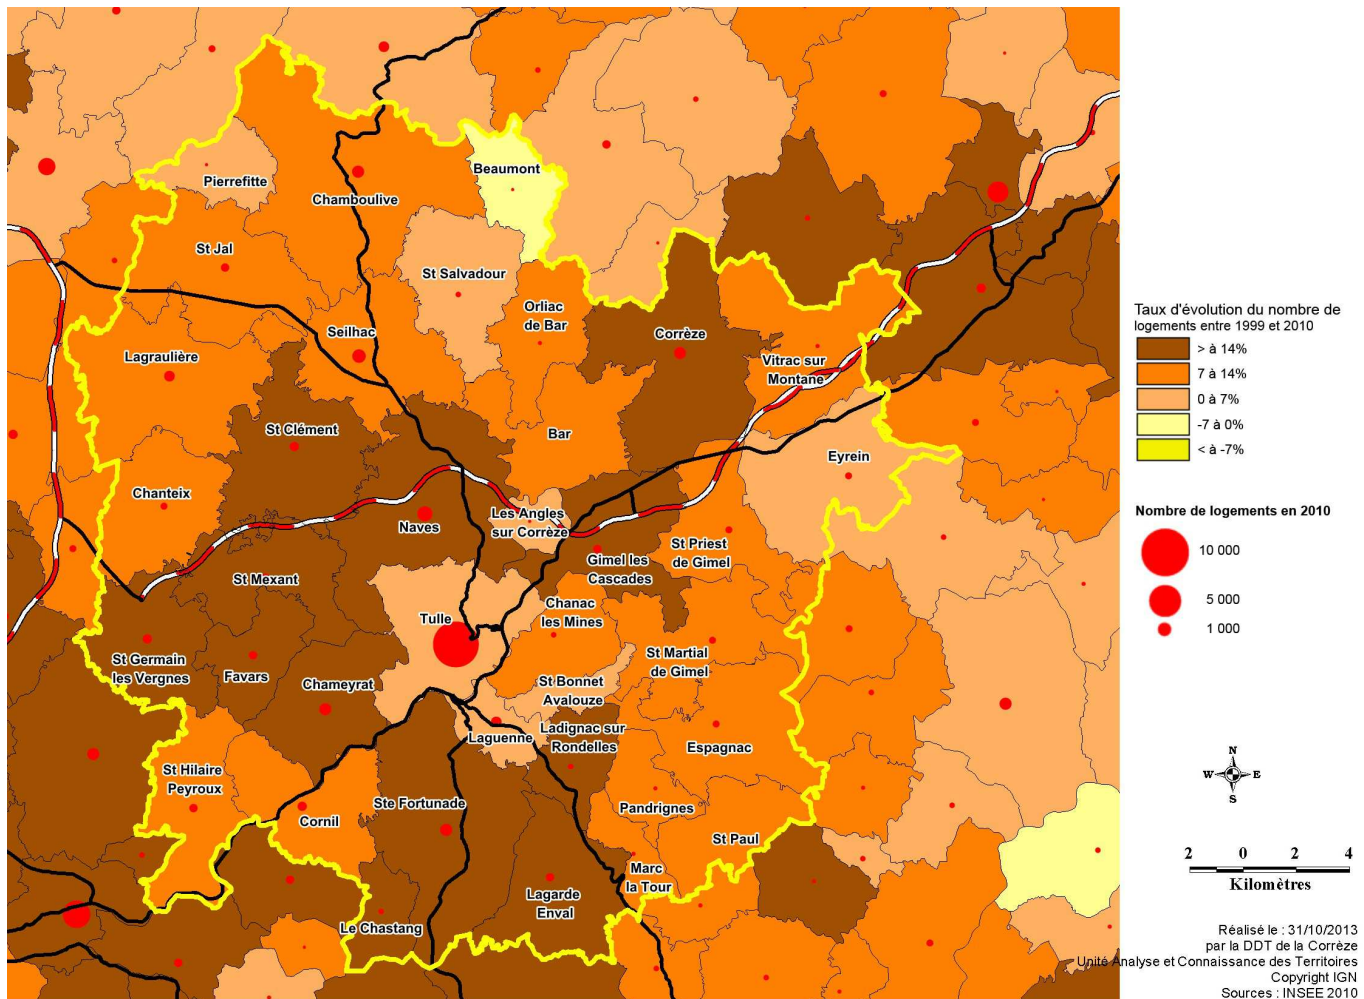 Beaumont
Pierrefitte
Chamboulive
St Jal
St Salvadour
Orliac
de Bar
Seilhac
Corrèze
Lagraulière
Vitrac sur
Montane
St Clément
Bar
Eyrein
Chanteix
Les Angles
sur Corrèze
Naves
St Priest
de Gimel
Gimel les
Cascades
St Mexant
Chanac
les Mines
Tulle
St Germain
les Vergnes
Favars
St Martial
de Gimel
Chameyrat
St Bonnet
Avalouze
Laguenne
Ladignac sur
Rondelles
Espagnac
St Hilaire
Peyroux
Ste Fortunade
Pandrignes
Cornil
St Paul
Marc
la Tour
Lagarde
Enval
Le Chastang
Taux d'évolution du nombre de
logements entre 1999 et 2010
> à 14%
7 à 14%
0 à 7%
-7 à 0%
< à -7%
Nombre de logements en 2010
10 000
5 000
1 000
N
W E
S
2 0 2 4
Kilomètres
Réalisé le : 31/10/2013
par la DDT de la Corrèze
Unité Analyse et Connaissance des Territoires
Copyright IGN
Sources : INSEE 2010